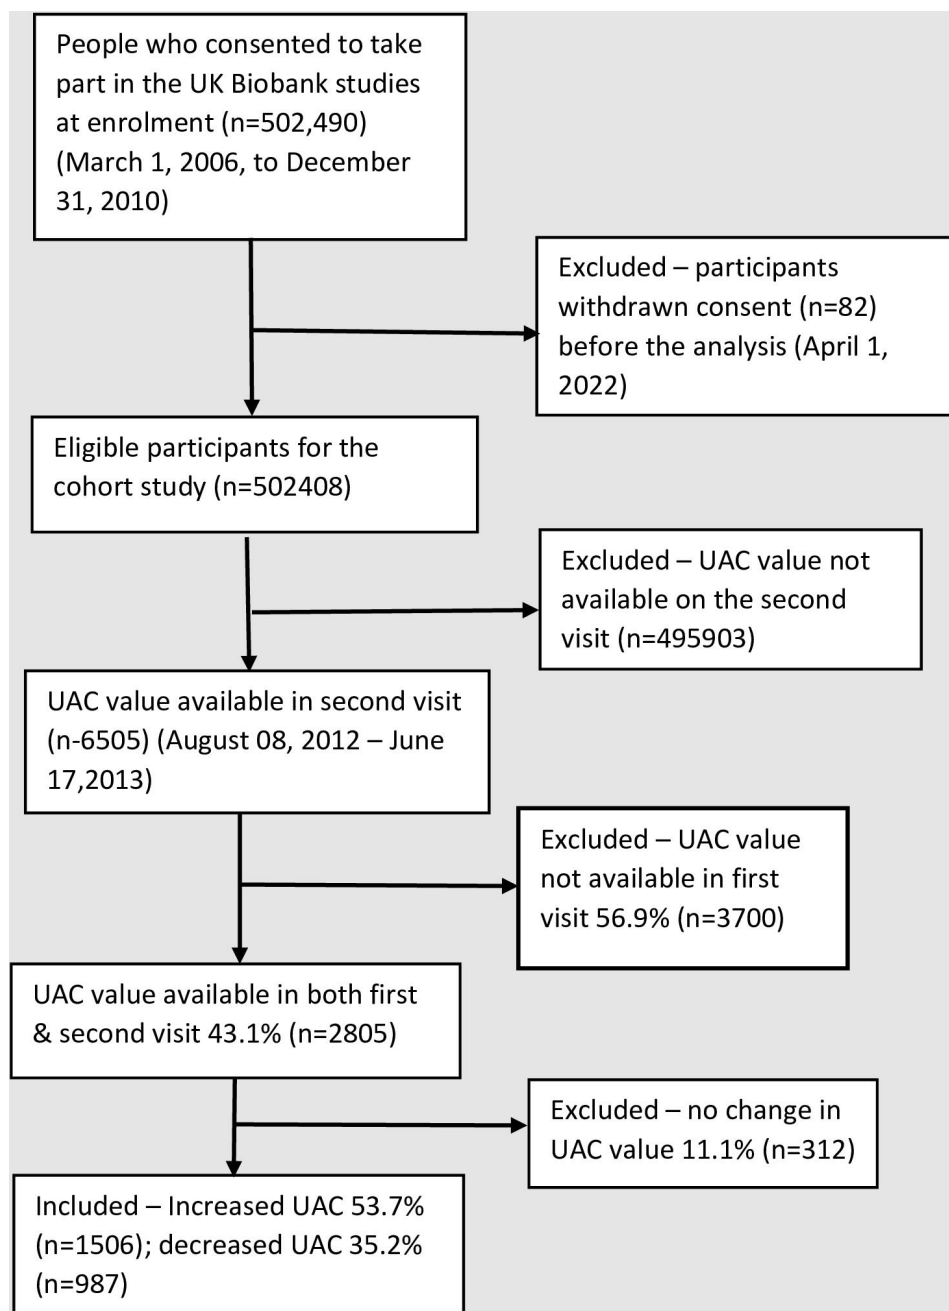 People who consented to take
part in the UK Biobank studies
at enrolment (n=502,490)
(March 1, 2006, to December
31, 2010)
Excluded – participants
withdrawn consent (n=82)
before the analysis (April 1,
2022)
Eligible participants for the
cohort study (n=502408)
Excluded – UAC value not
available on the second
visit (n=495903)
UAC value available in second visit
(n-6505) (August 08, 2012 – June
17,2013)
Excluded – UAC value
not available in first
visit 56.9% (n=3700)
UAC value available in both first
& second visit 43.1% (n=2805)
Excluded – no change in
UAC value 11.1% (n=312)
Included – Increased UAC 53.7%
(n=1506); decreased UAC 35.2%
(n=987)